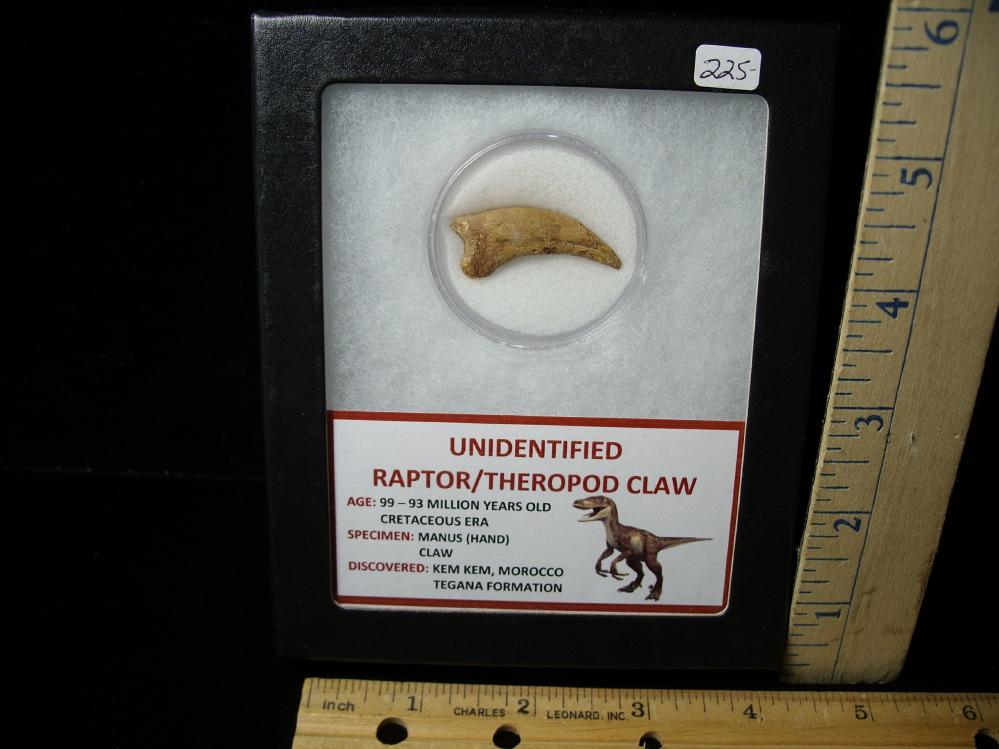 225-
UNIDENTIFIED
RAPTOR/THEROPOD CLAW
AGE: 99 – 93 MILLION YEARS OLD
CRETACEOUS ERA
SPECIMEN: MANUS (HAND)
CLAW
DISCOVERED: KEM KEM, MOROCCO
TEGANA FORMATION
6
5
4
3
2
1
inch 1 CHARLES 2 LEONARD, INC. 3 4 5 6